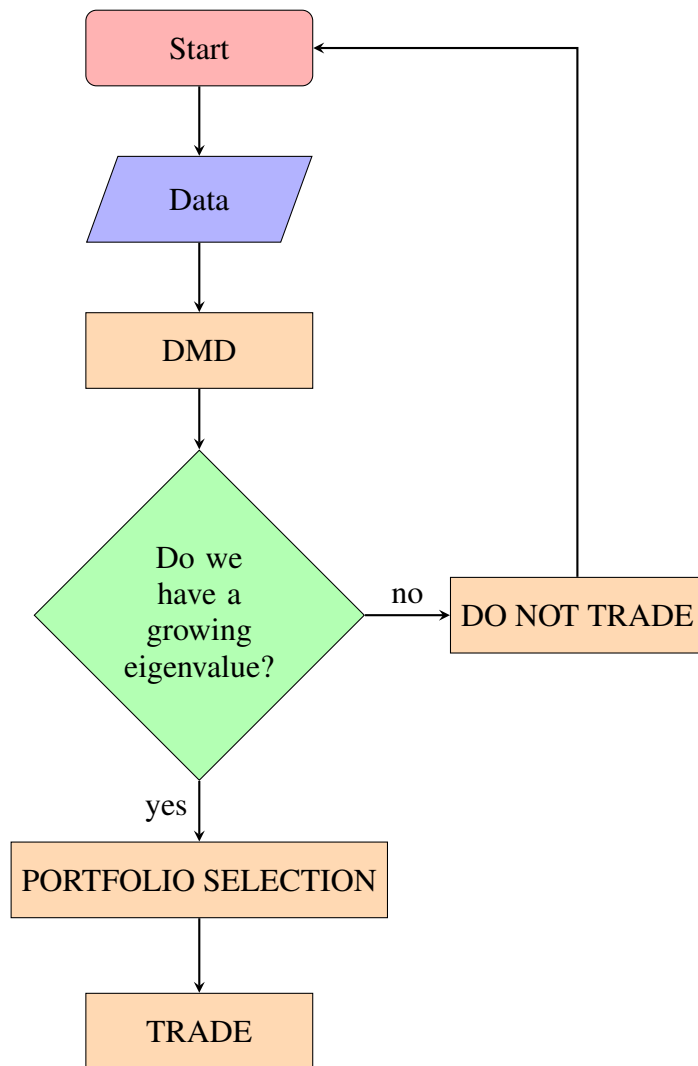 Start
Data
DMD
Do we
have a
growing
eigenvalue?
no
DO NOT TRADE
yes
PORTFOLIO SELECTION
TRADE